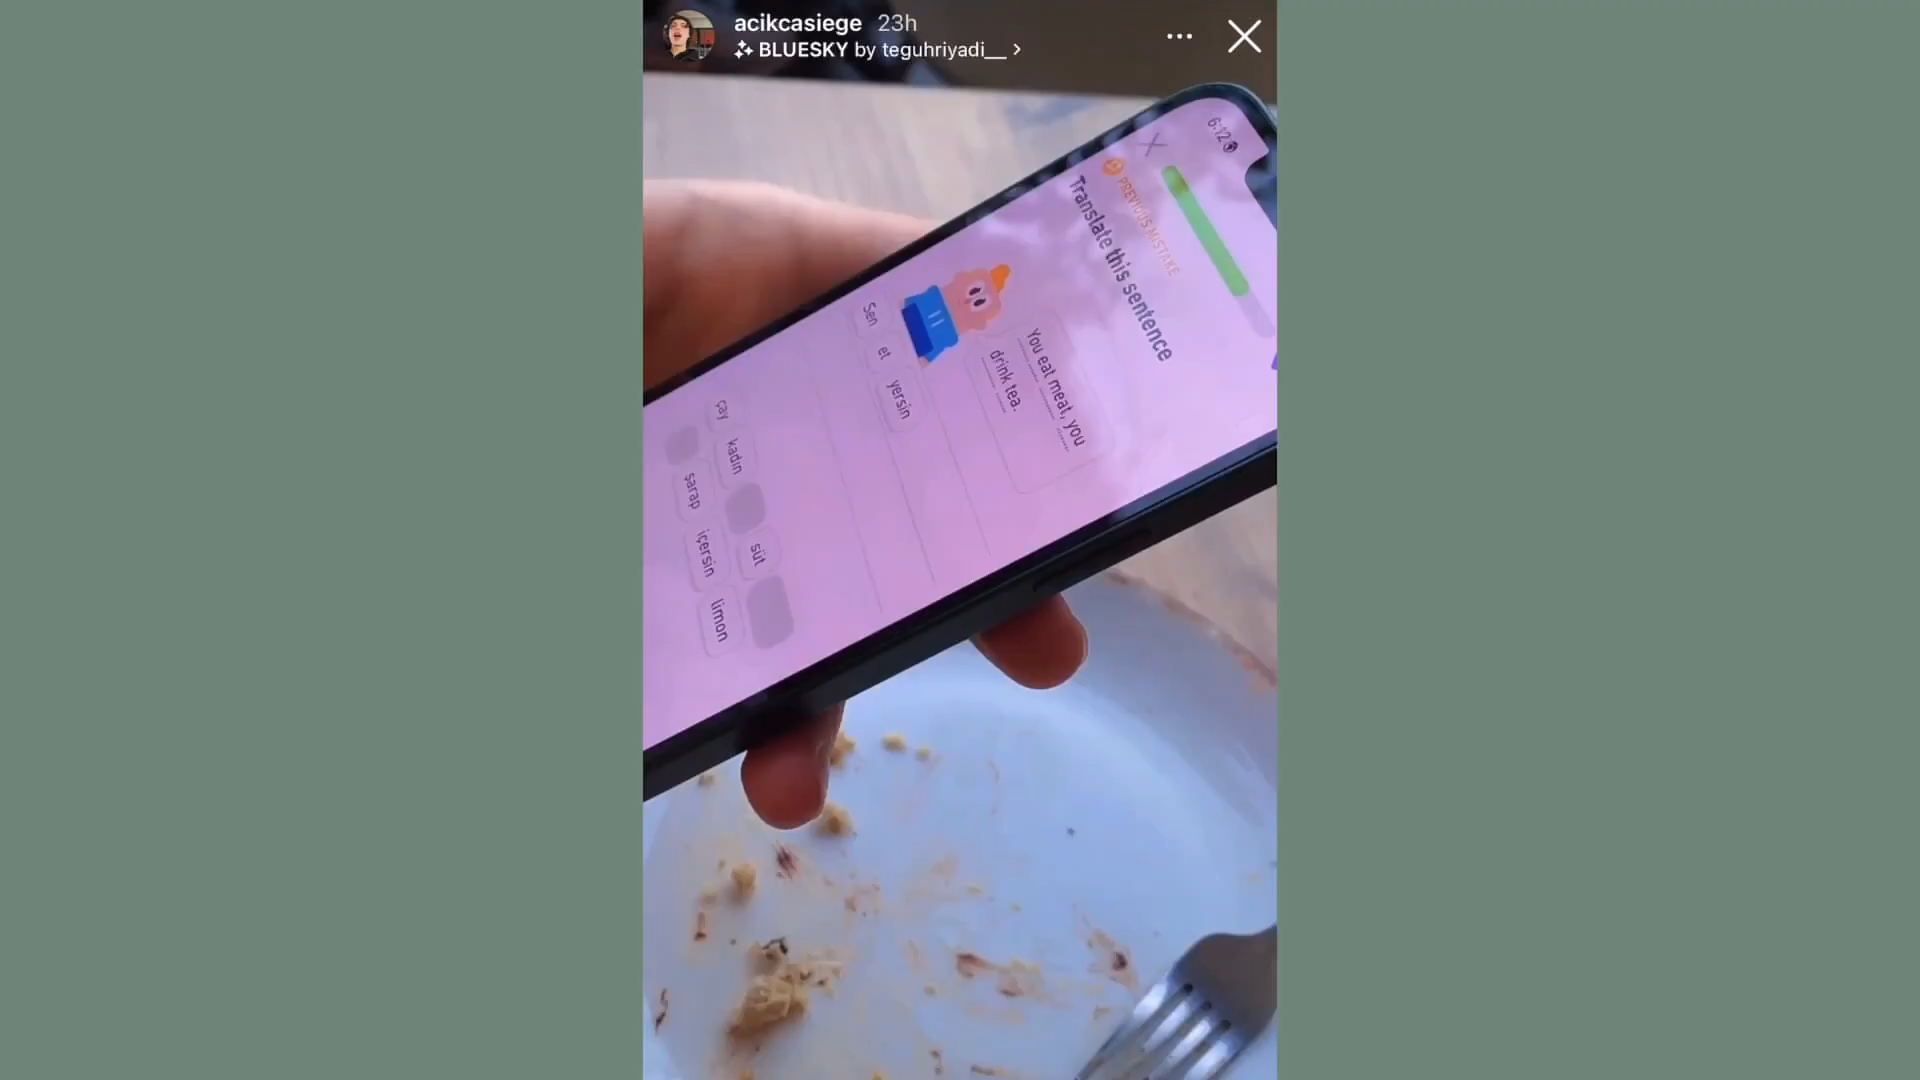 acikcasiege 23h
BLUESKY by teguhriyadi__ >
6:12
PREVIOUS MISTAKE
Translate this sentence
You eat meat, you
drink tea.
Sen et yersin
çay kadın süt
şarap içersin limon